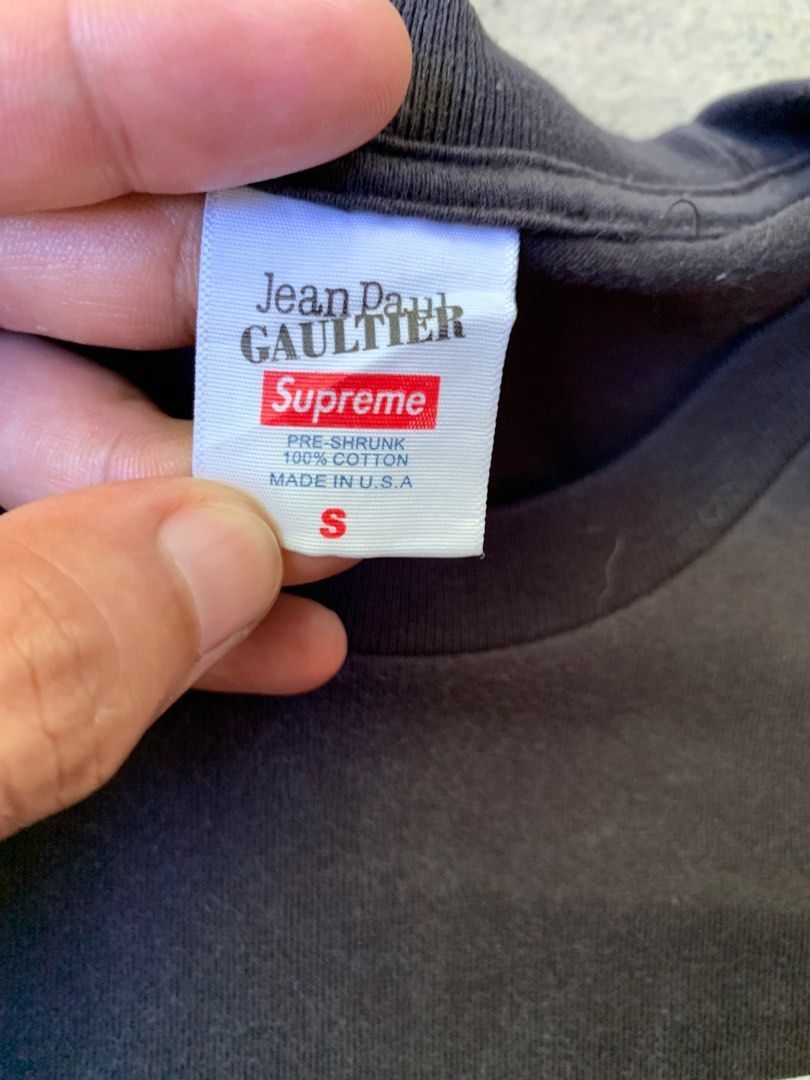 Jean Paul
GAULTIER
Supreme
PRE-SHRUNK
100% COTTON
MADE IN U.S.A
S